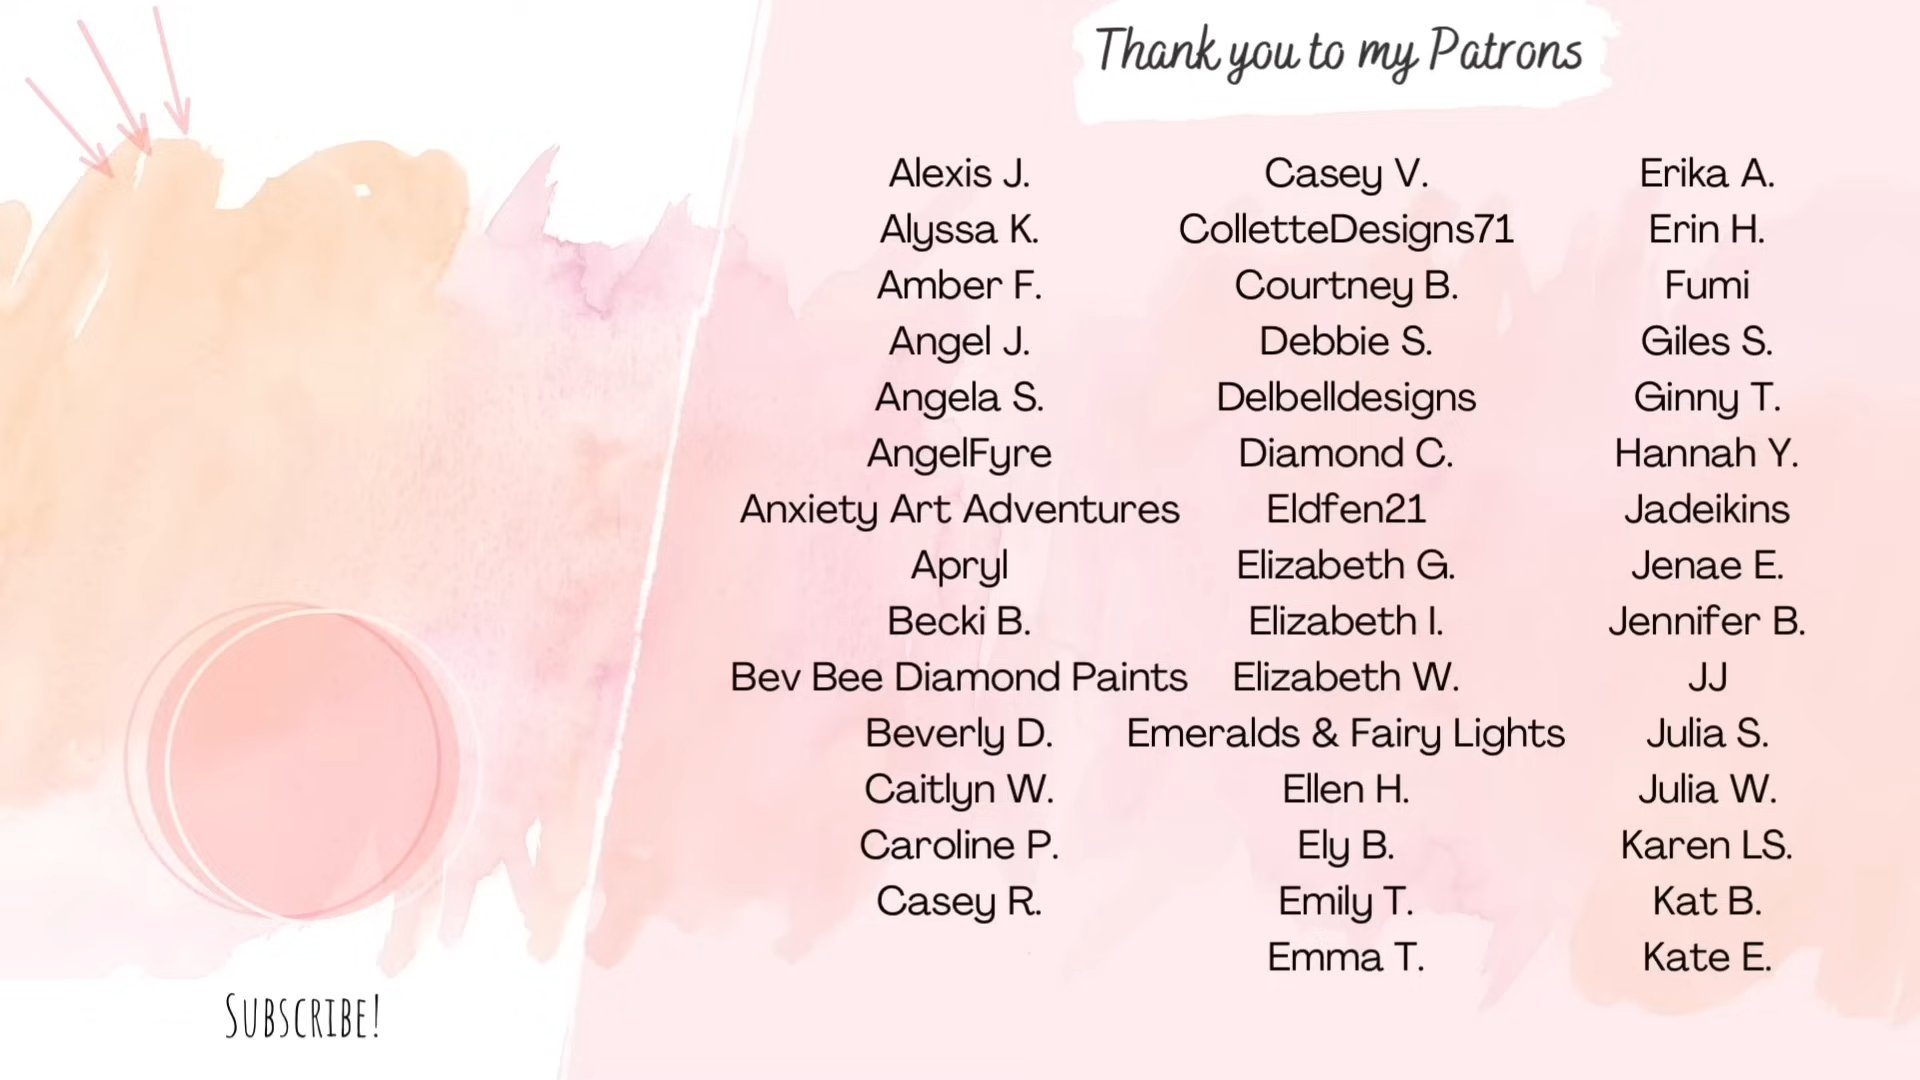 Thank you to my Patrons
Alexis J.
Alyssa K.
Amber F.
Angel J.
Angela S.
AngelFyre
Anxiety Art Adventures
Apryl
Becki B.
Bev Bee Diamond Paints
Beverly D.
Caitlyn W.
Caroline P.
Casey R.
Casey V.
ColletteDesigns71
Courtney B.
Debbie S.
Delbelldesigns
Diamond C.
Eldfen21
Elizabeth G.
Elizabeth I.
Elizabeth W.
Emeralds & Fairy Lights
Ellen H.
Ely B.
Emily T.
Emma T.
Erika A.
Erin H.
Fumi
Giles S.
Ginny T.
Hannah Y.
Jadeikins
Jenae E.
Jennifer B.
JJ
Julia S.
Julia W.
Karen LS.
Kat B.
Kate E.
SUBSCRIBE!